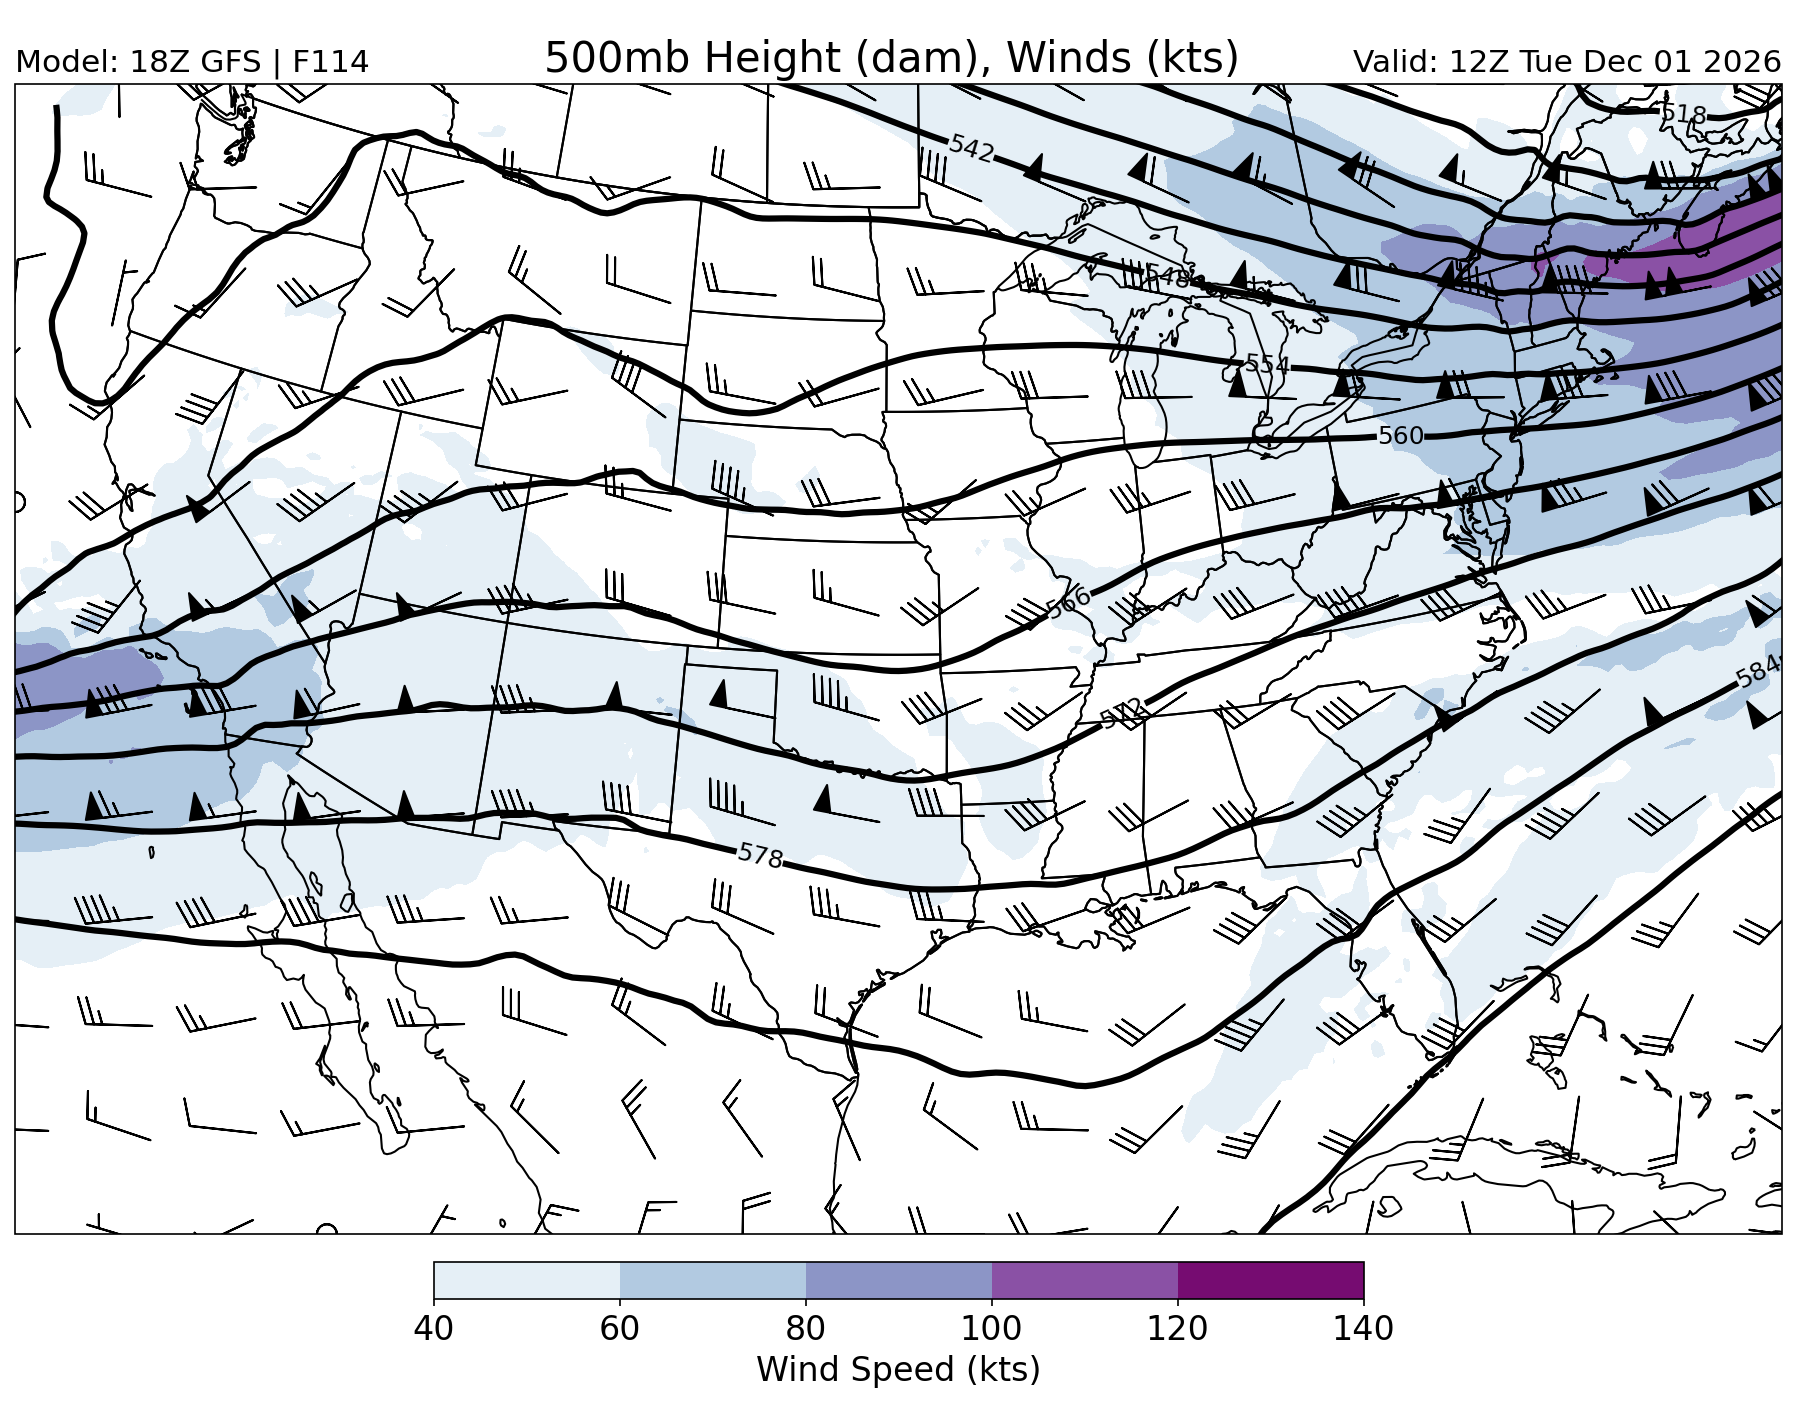 Model: 18Z GFS | F114
500mb Height (dam), Winds (kts)
Valid: 12Z Tue Dec 01 2026
518
542
548
554
560
566
572
584
578
40 60 80 100 120 140
Wind Speed (kts)